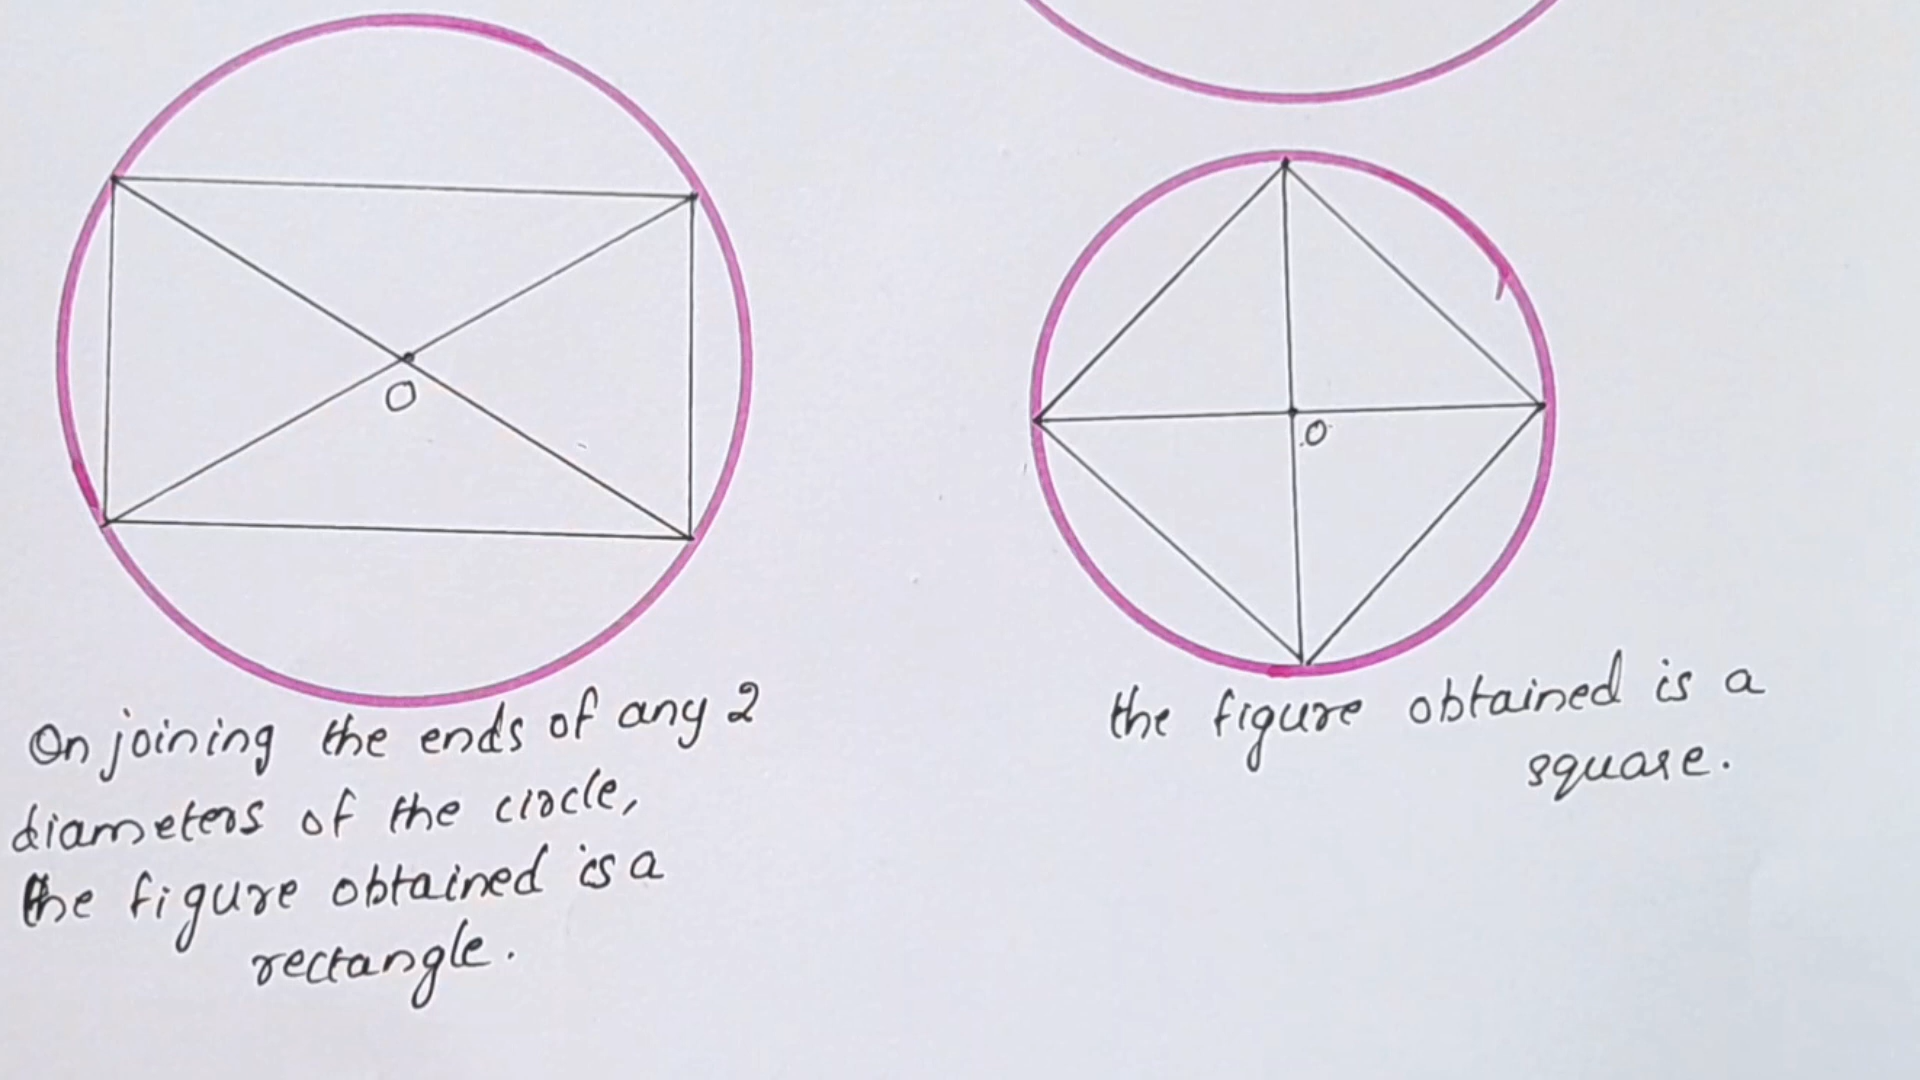 O
On joining the ends of any 2
diameters of the circle,
the figure obtained is a
rectangle.
O
the figure obtained is a
square.